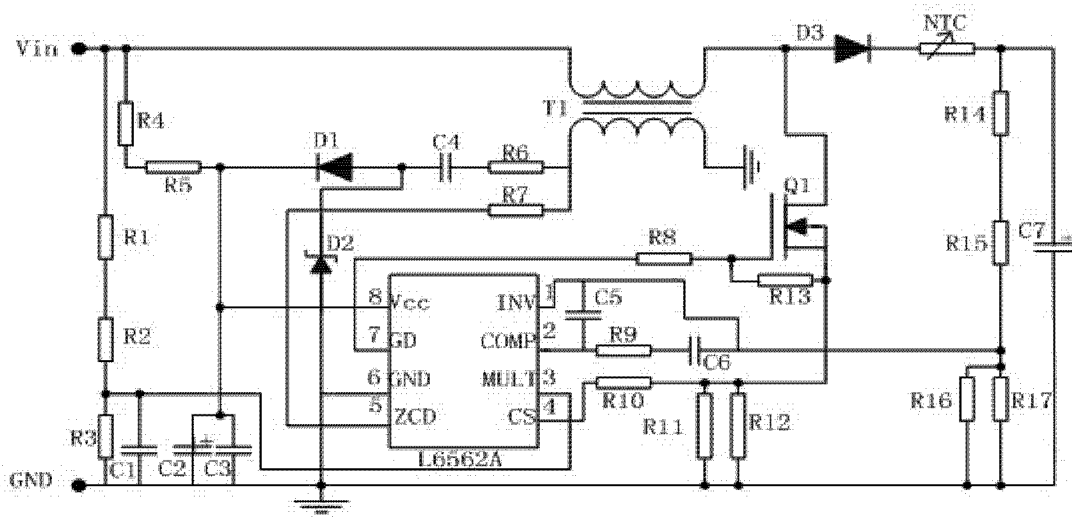 Vin
R4
R5
D1
C4
R6
R7
T1
D3
NTC
R14
Q1
R1
D2
R8
R15
C7
+
R13
8 Vcc INV 1
C5
R2
7 GD COMP 2
R9
C6
6 GND MULT 3
5 ZCD CS 4
R10
R16
R17
R3
R11
R12
C1
C2
+
C3
L6562A
GND